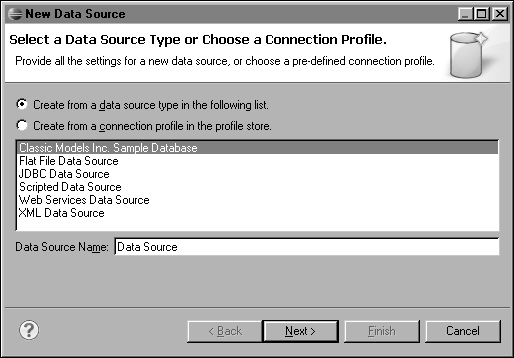 New Data Source
Select a Data Source Type or Choose a Connection Profile.
Provide all the settings for a new data source, or choose a pre-defined connection profile.
Create from a data source type in the following list.
Create from a connection profile in the profile store.
Classic Models Inc. Sample Database
Flat File Data Source
JDBC Data Source
Scripted Data Source
Web Services Data Source
XML Data Source
Data Source Name: Data Source
? < Back Next > Finish Cancel